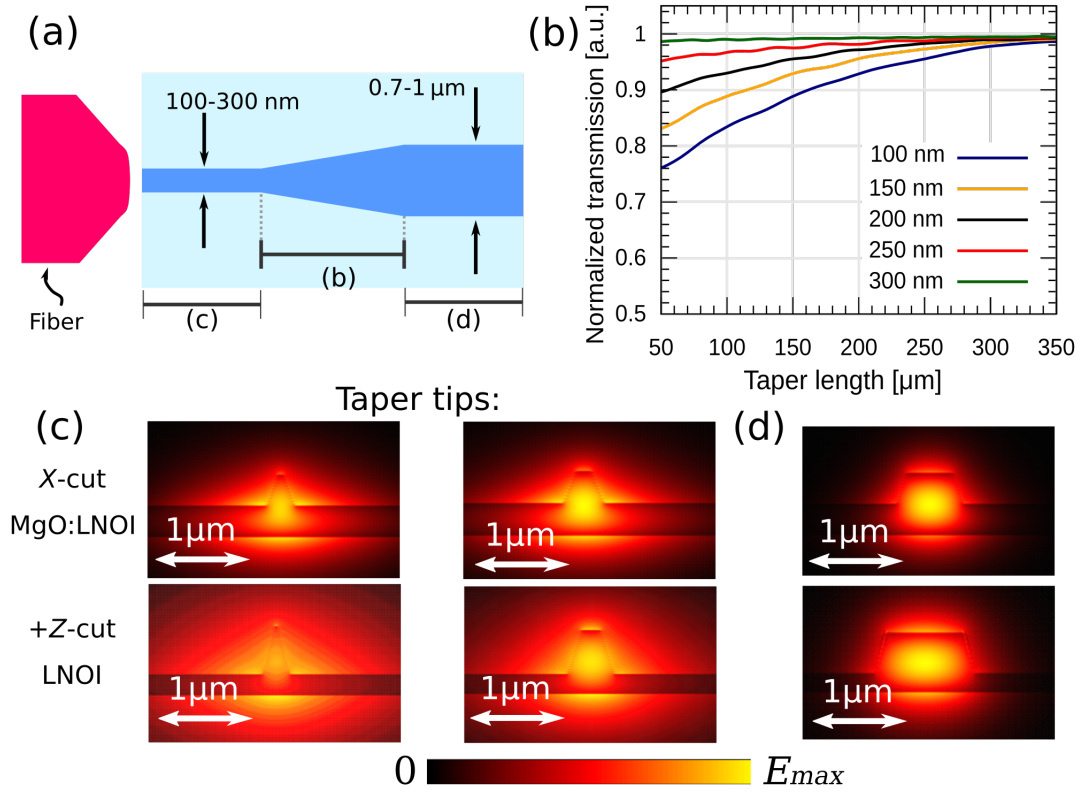 (a)
100-300 nm
0.7-1 µm
(b)
(c)
(d)
Fiber
(b)
Normalized transmission [a.u.]
1
0.9
0.8
0.7
0.6
0.5
100 nm
150 nm
200 nm
250 nm
300 nm
50 100 150 200 250 300 350
Taper length [µm]
Taper tips:
(c)
(d)
X-cut
MgO:LNOI
1µm
1µm
1µm
+Z-cut
LNOI
1µm
1µm
1µm
0
Emax